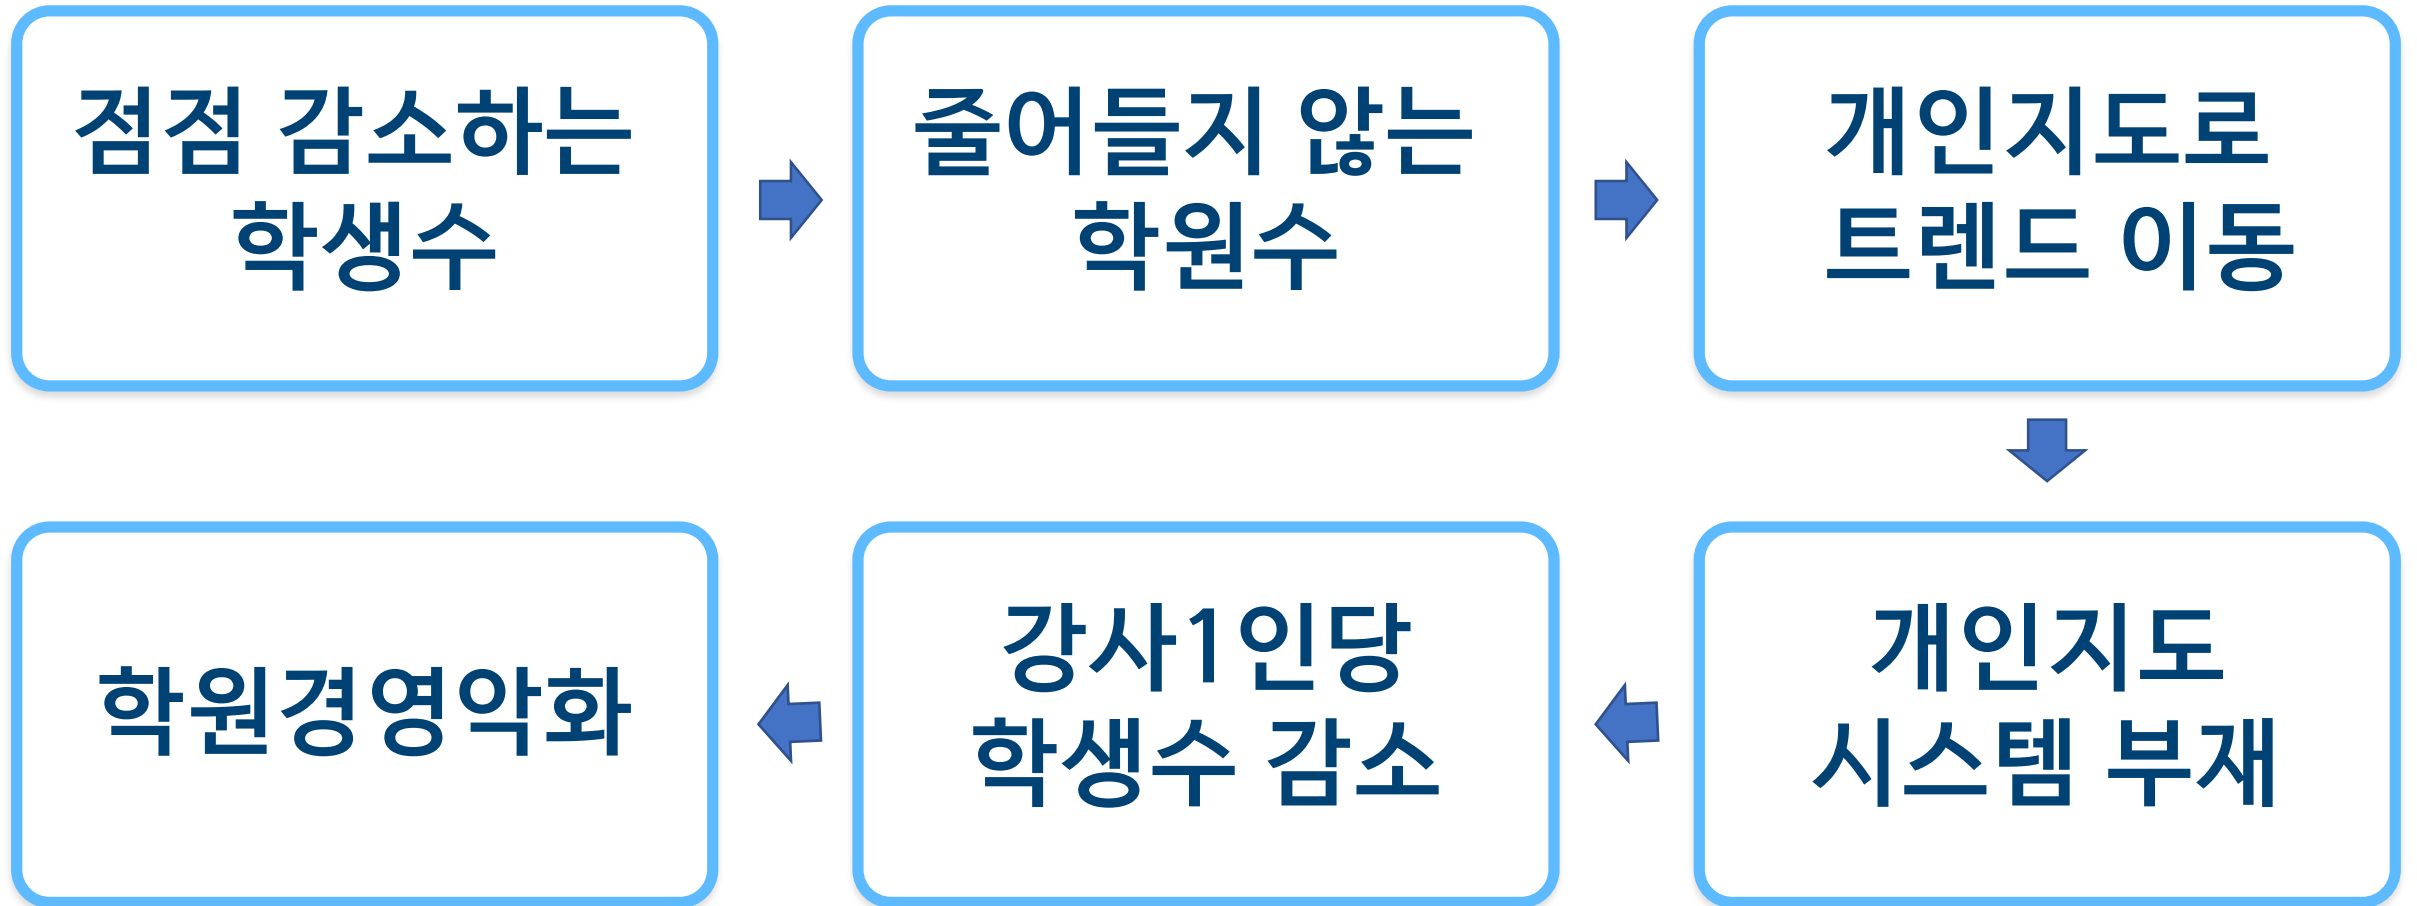 점점 감소하는
학생수
줄어들지 않는
학원수
개인지도로
트렌드 이동
개인지도
시스템 부재
강사1인당
학생수 감소
학원경영악화